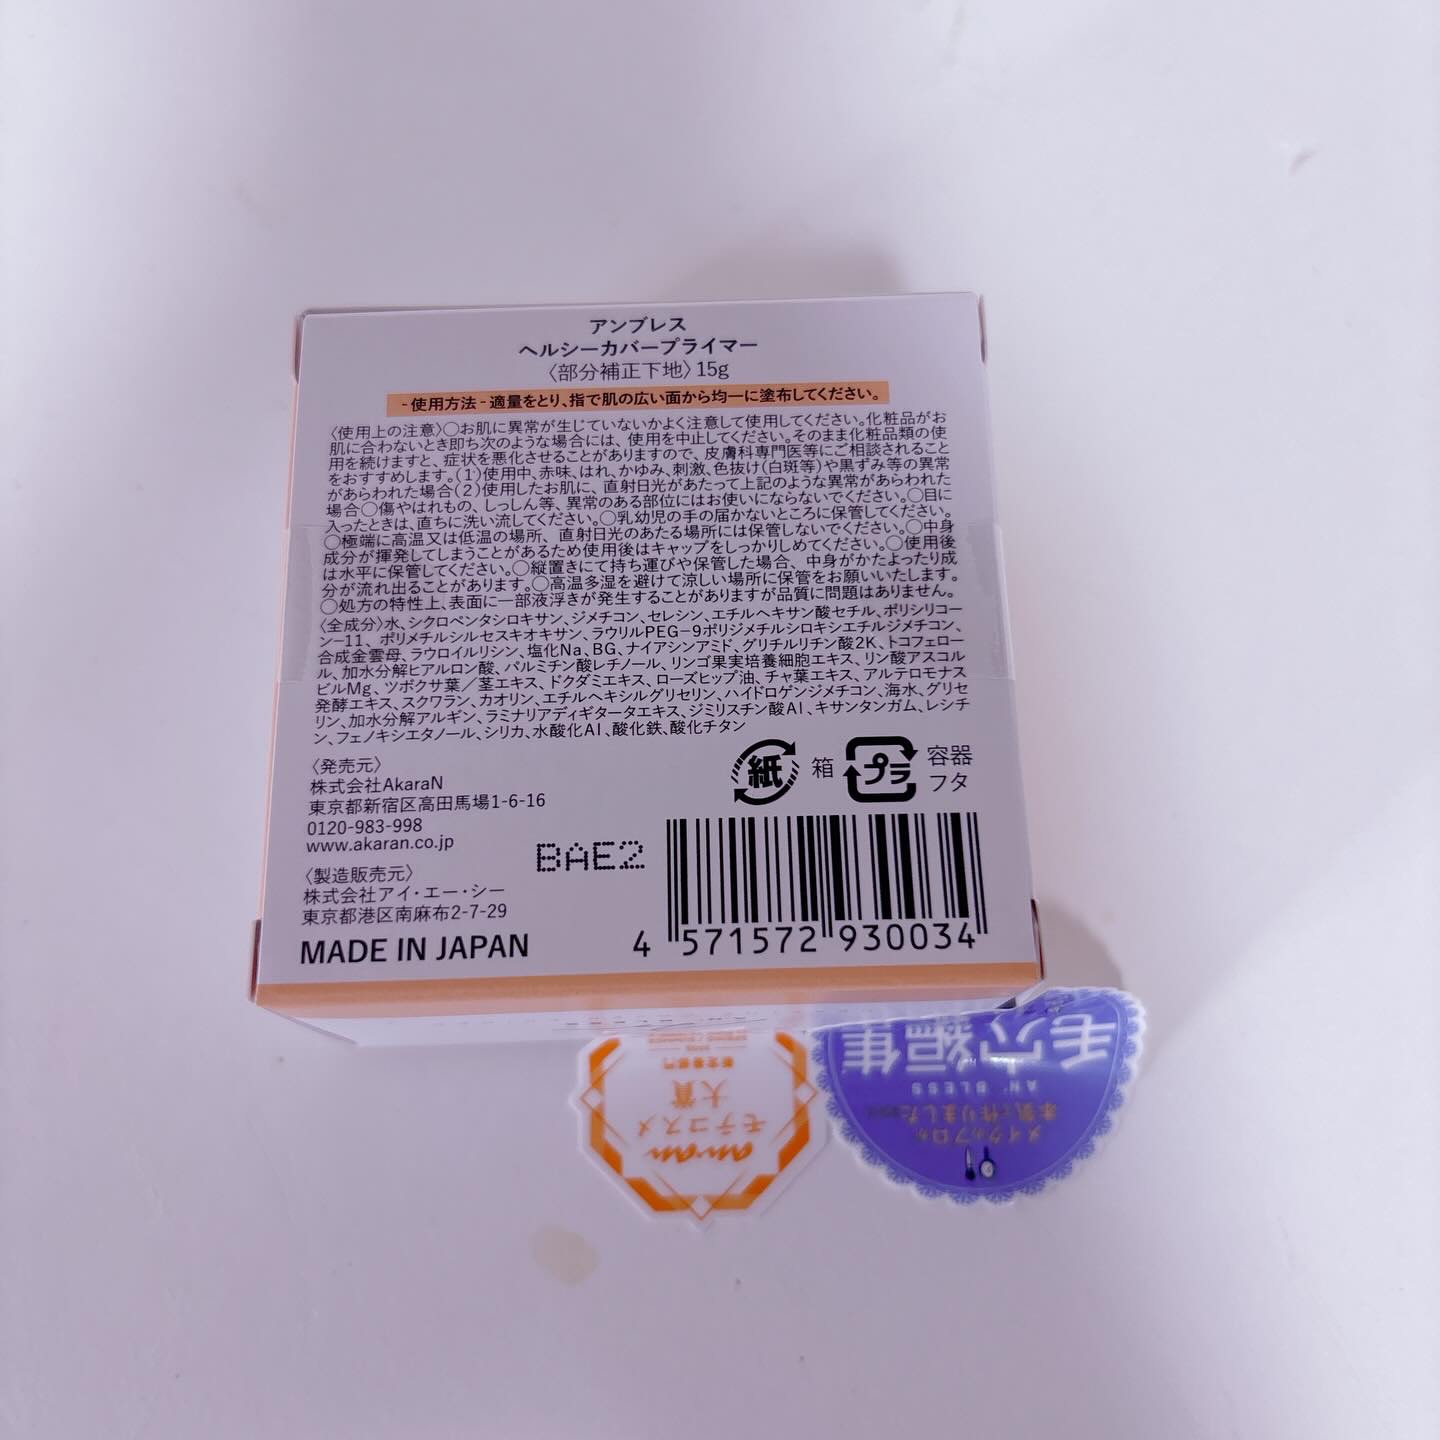 アンブレス
ヘルシーカバープライマー
〈部分補正下地〉15g
-使用方法-適量をとり、指で肌の広い面から均一に塗布してください。
〈使用上の注意〉○お肌に異常が生じていないかよく注意して使用してください。化粧品がお
肌に合わないとき即ち次のような場合には、使用を中止してください。そのまま化粧品類の使
用を続けますと、症状を悪化させることがありますので、皮膚科専門医等にご相談されること
をおすすめします。(1)使用中、赤味、はれ、かゆみ、刺激、色抜け(白斑等)や黒ずみ等の異常
があらわれた場合(2)使用したお肌に、直射日光があたって上記のような異常があらわれた
場合○傷やはれもの、しっしん等、異常のある部位にはお使いにならないでください。○目に
入ったときは、直ちに洗い流してください。○乳幼児の手の届かないところに保管してください。
○極端に高温又は低温の場所、直射日光のあたる場所には保管しないでください。○中身
成分が揮発してしまうことがあるため使用後はキャップをしっかりしめてください。○使用後
は水平に保管してください。○縦置きにて持ち運びや保管した場合、中身がかたよったり成
分が流れ出ることがあります。○高温多湿を避けて涼しい場所に保管をお願いいたします。
○処方の特性上、表面に一部液浮きが発生することがありますが品質に問題はありません。
〈全成分〉水、シクロペンタシロキサン、ジメチコン、セレシン、エチルヘキサン酸セチル、ポリシリコー
ン-11、ポリメチルシルセスキオキサン、ラウリルPEG-9ポリジメチルシロキシエチルジメチコン、
合成金雲母、ラウロイルリシン、塩化Na、BG、ナイアシンアミド、グリチルリチン酸2K、トコフェロー
ル、加水分解ヒアルロン酸、パルミチン酸レチノール、リンゴ果実培養細胞エキス、リン酸アスコル
ビルMg、ツボクサ葉/茎エキス、ドクダミエキス、ローズヒップ油、チャ葉エキス、アルテロモナス
発酵エキス、スクワラン、カオリン、エチルヘキシルグリセリン、ハイドロゲンジメチコン、海水、グリセ
リン、加水分解アルギン、ラミナリアディギタータエキス、ジミリスチン酸Al、キサンタンガム、レシチ
ン、フェノキシエタノール、シリカ、水酸化Al、酸化鉄、酸化チタン
紙 箱 プラ 容器
フタ
〈発売元〉
株式会社AkaraN
東京都新宿区高田馬場1-6-16
0120-983-998
www.akaran.co.jp
〈製造販売元〉
株式会社アイ・エー・シー
東京都港区南麻布2-7-29
MADE IN JAPAN
BAE2
4 571572 930034
大賞
モテコスメ
anan
毛穴編集
AN' BLESS
本気で作りました
メイクのプロが